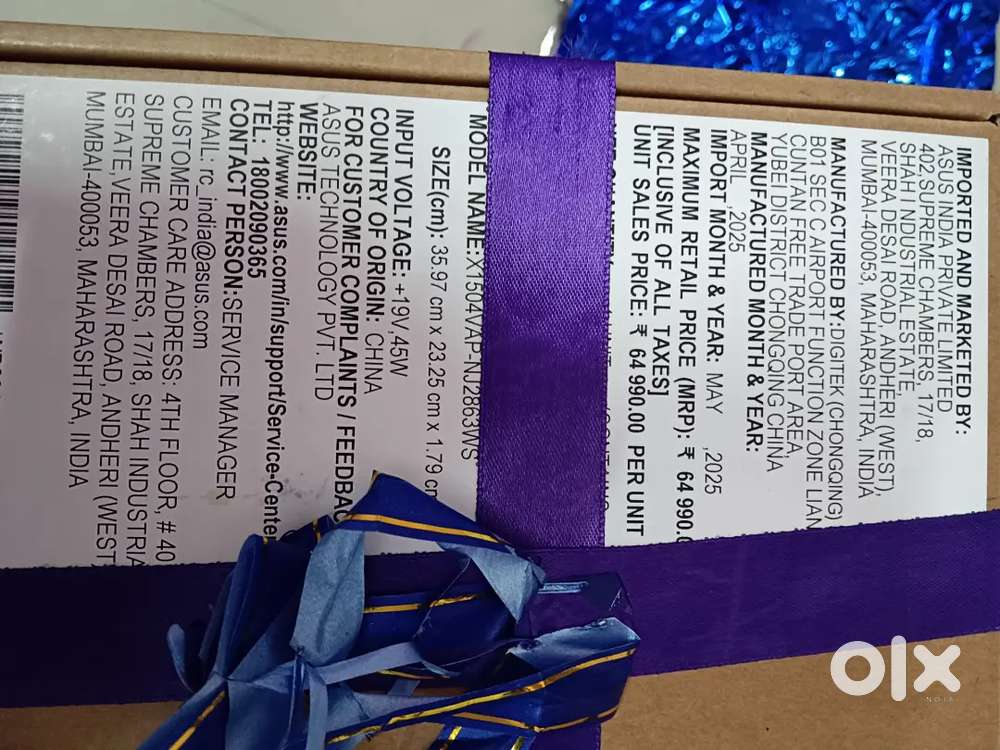 IMPORTED AND MARKETED BY:
ASUS INDIA PRIVATE LIMITED
402,SUPREME CHAMBERS, 17/18,
SHAH INDUSTRIAL ESTATE,
VEERA DESAI ROAD, ANDHERI (WEST),
MUMBAI-400053, MAHARASHTRA, INDIA
MANUFACTURED BY:DIGITEK (CHONGQING)
B01 SEC AIRPORT FUNCTION ZONE LIAN
CUNTAN FREE TRADE PORT AREA,
YUBEI DISTRICT CHONGQING CHINA
MANUFACTURED MONTH & YEAR:
APRIL ,2025
IMPORT MONTH & YEAR: MAY ,2025
MAXIMUM RETAIL PRICE (MRP): ₹ 64 990.0
[INCLUSIVE OF ALL TAXES]
UNIT SALES PRICE: ₹ 64 990.00 PER UNIT
MODEL NAME:X1504VAP-NJ2863WS
SIZE(cm): 35.97 cm x 23.25 cm x 1.79 cm
INPUT VOLTAGE: +19V,45W
COUNTRY OF ORIGIN: CHINA
FOR CUSTOMER COMPLAINTS / FEEDBAC
ASUS TECHNOLOGY PVT. LTD
WEBSITE:
http://www.asus.com/in/support/Service-Cente
TEL: 18002090365
CONTACT PERSON:SERVICE MANAGER
EMAIL: rc_india@asus.com
CUSTOMER CARE ADDRESS: 4TH FLOOR, # 40
SUPREME CHAMBERS, 17/18, SHAH INDUSTRIA
ESTATE,VEERA DESAI ROAD, ANDHERI (WEST
MUMBAI-400053, MAHARASHTRA, INDIA
olx
INDIA